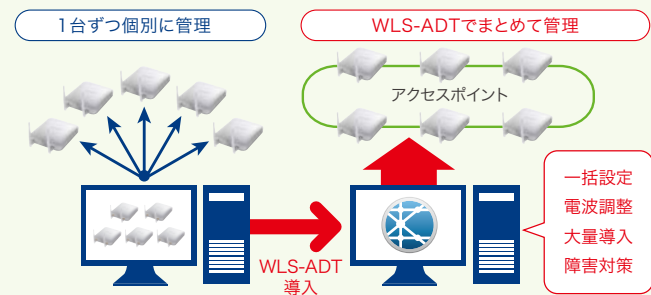 1台ずつ個別に管理
WLS-ADTでまとめて管理
アクセスポイント
WLS-ADT
導入
一括設定
電波調整
大量導入
障害対策